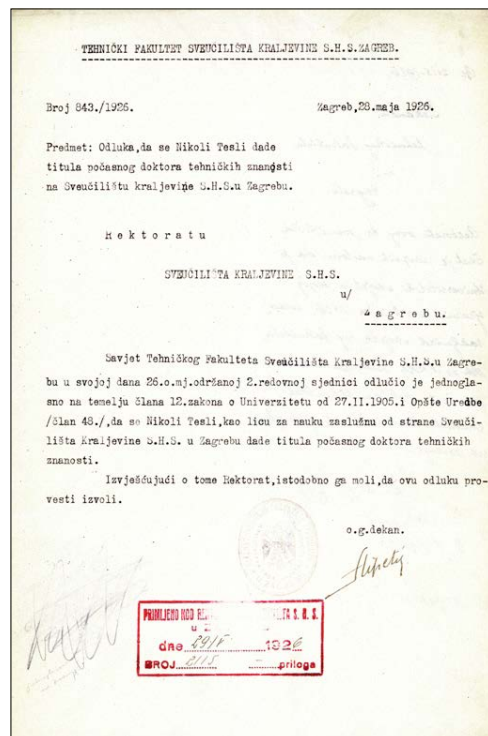 TEHNIČKI FAKULTET SVEUČILIŠTA KRALJEVINE S.H.S.ZAGREB.
Broj 843./1926.
Zagreb,28.maja 1926.
Predmet: Odluka,da se Nikoli Tesli dade
titula počasnog doktora tehničkih znanosti
na Sveučilištu kraljevine S.H.S.u Zagrebu.
Rektoratu
SVEUČILIŠTA KRALJEVINE S.H.S.
u/
Zagrebu.
Savjet Tehničkog Fakulteta Sveučilišta Kraljevine S.H.S.u Zagre-
bu u svojoj dana 26.o.mj.održanoj 2.redovnoj sjednici odlučio je jednogla-
sno na temelju člana 12.zakona o Univerzitetu od 27.II.1905.i Opšte Uredbe
/član 48./,da se Nikoli Tesli,kao licu za nauku zaslužnu od strane Sveuči-
lišta Kraljevine S.H.S. u Zagrebu dade titula počasnog doktora tehničkih
znanosti.
Izvješćujući o tome Rektorat,istodobno ga moli,da ovu odluku pro-
vesti izvoli.
o.g.dekan.
PRIMLJENO KOD S. H. S.
u
dne 29/V 1926
BROJ 2115 priloga